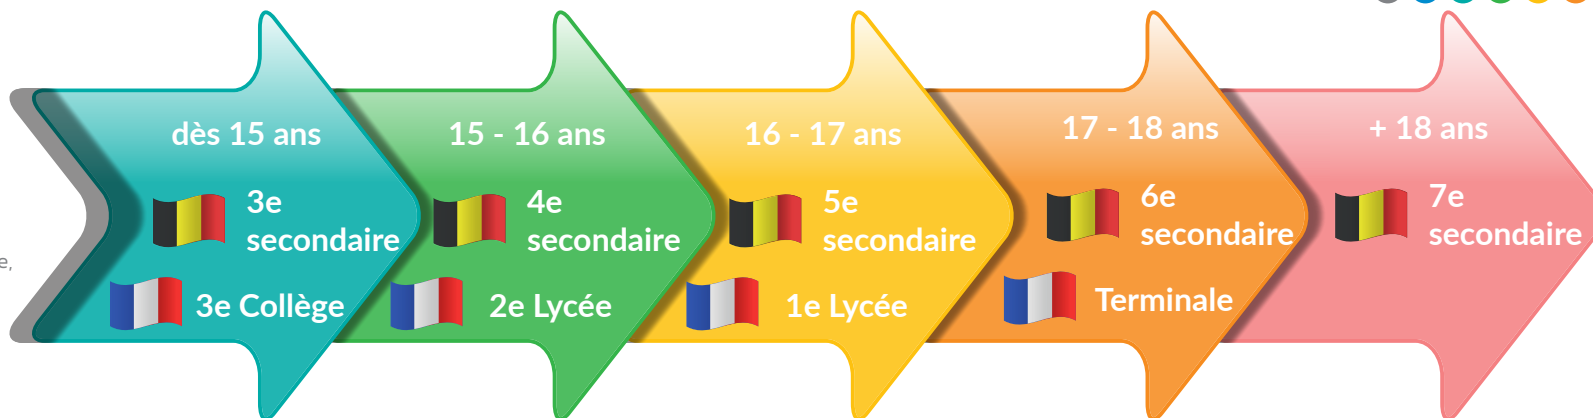 dès 15 ans
3e
secondaire
3e Collège
15 - 16 ans
4e
secondaire
2e Lycée
16 - 17 ans
5e
secondaire
1e Lycée
17 - 18 ans
6e
secondaire
Terminale
+ 18 ans
7e
secondaire